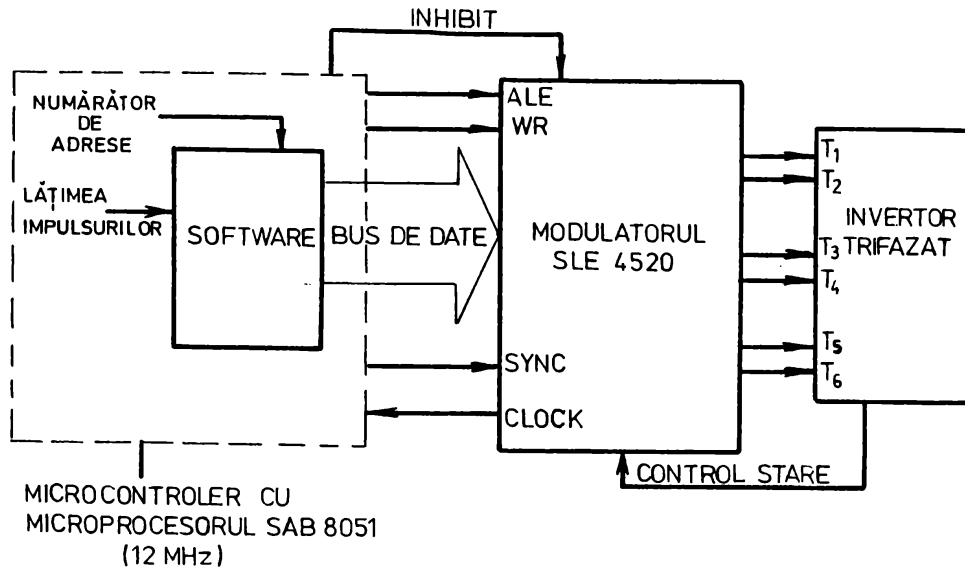 INHIBIT
NUMĂRĂTOR
DE
ADRESE
LĂȚIMEA
IMPULSURILOR
SOFTWARE
BUS DE DATE
ALE
WR
MODULATORUL
SLE 4520
SYNC
CLOCK
T1
T2
INVERTOR
T3 TRIFAZAT
T4
T5
T6
CONTROL STARE
MICROCONTROLER CU
MICROPROCESORUL SAB 8051
(12 MHz)